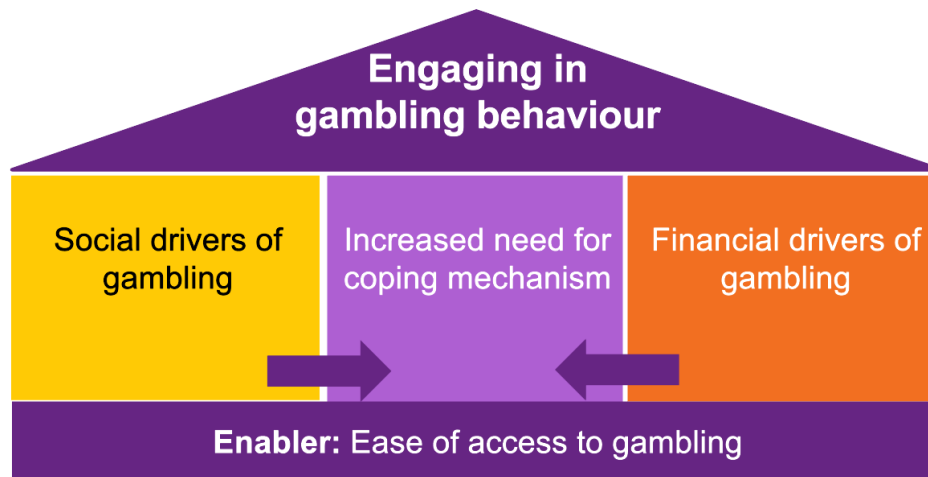 Engaging in
gambling behaviour
Social drivers of
gambling
Increased need for
coping mechanism
Financial drivers of
gambling
Enabler: Ease of access to gambling